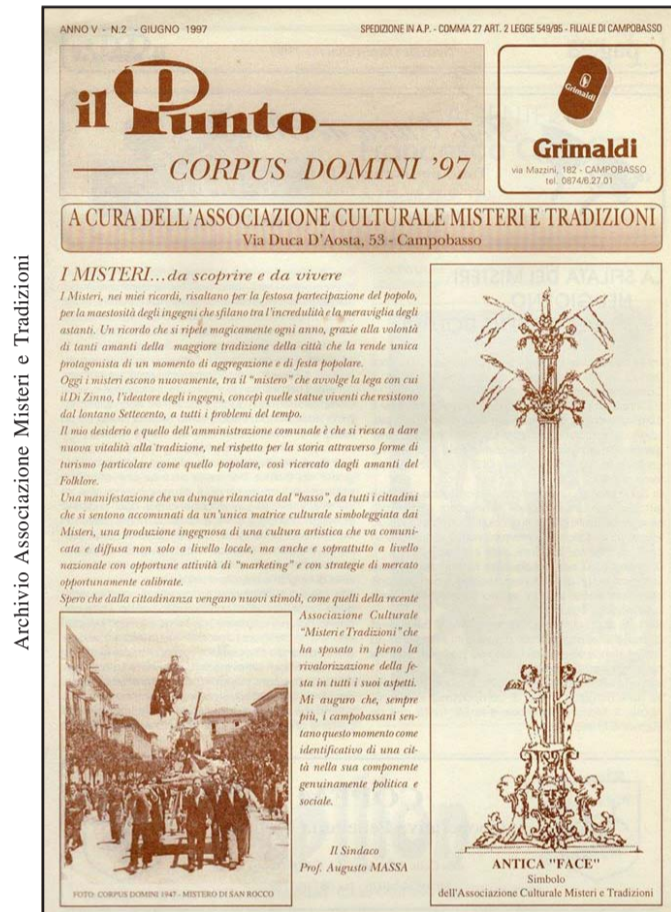 Archivio Associazione Misteri e Tradizioni
ANNO V - N.2 - GIUGNO 1997
SPEDIZIONE IN A.P. - COMMA 27 ART. 2 LEGGE 549/95 - FILIALE DI CAMPOBASSO
il Punto
CORPUS DOMINI '97
Grimaldi
Grimaldi
via Mazzini, 182 - CAMPOBASSO
tel. 0874/6.27.01
A CURA DELL'ASSOCIAZIONE CULTURALE MISTERI E TRADIZIONI
Via Duca D'Aosta, 53 - Campobasso
I MISTERI...da scoprire e da vivere
I Misteri, nei miei ricordi, risaltano per la festosa partecipazione del popolo,
per la maestosità degli ingegni che sfilano tra l'incredulità e la meraviglia degli
astanti. Un ricordo che si ripete magicamente ogni anno, grazie alla volontà
di tanti amanti della maggiore tradizione della città che la rende unica
protagonista di un momento di aggregazione e di festa popolare.
Oggi i misteri escono nuovamente, tra il "mistero" che avvolge la lega con cui
il Di Zinno, l'ideatore degli ingegni, concepì quelle statue viventi che resistono
dal lontano Settecento, a tutti i problemi del tempo.
Il mio desiderio e quello dell'amministrazione comunale è che si riesca a dare
nuova vitalità alla tradizione, nel rispetto per la storia attraverso forme di
turismo particolare come quello popolare, così ricercato dagli amanti del
Folklore.
Una manifestazione che va dunque rilanciata dal "basso", da tutti i cittadini
che si sentono accomunati da un'unica matrice culturale simboleggiata dai
Misteri, una produzione ingegnosa di una cultura artistica che va comuni-
cata e diffusa non solo a livello locale, ma anche e soprattutto a livello
nazionale con opportune attività di "marketing" e con strategie di mercato
opportunamente calibrate.
Spero che dalla cittadinanza vengano nuovi stimoli, come quelli della recente
Associazione Culturale
"Misteri e Tradizioni" che
ha sposato in pieno la
rivalorizzazione della fe-
sta in tutti i suoi aspetti.
Mi auguro che, sempre
più, i campobassani sen-
tano questo momento come
identificativo di una cit-
tà nella sua componente
genuinamente politica e
sociale.
Il Sindaco
Prof. Augusto MASSA
FOTO: CORPUS DOMINI 1947 - MISTERO DI SAN ROCCO
ANTICA "FACE"
Simbolo
dell'Associazione Culturale Misteri e Tradizioni